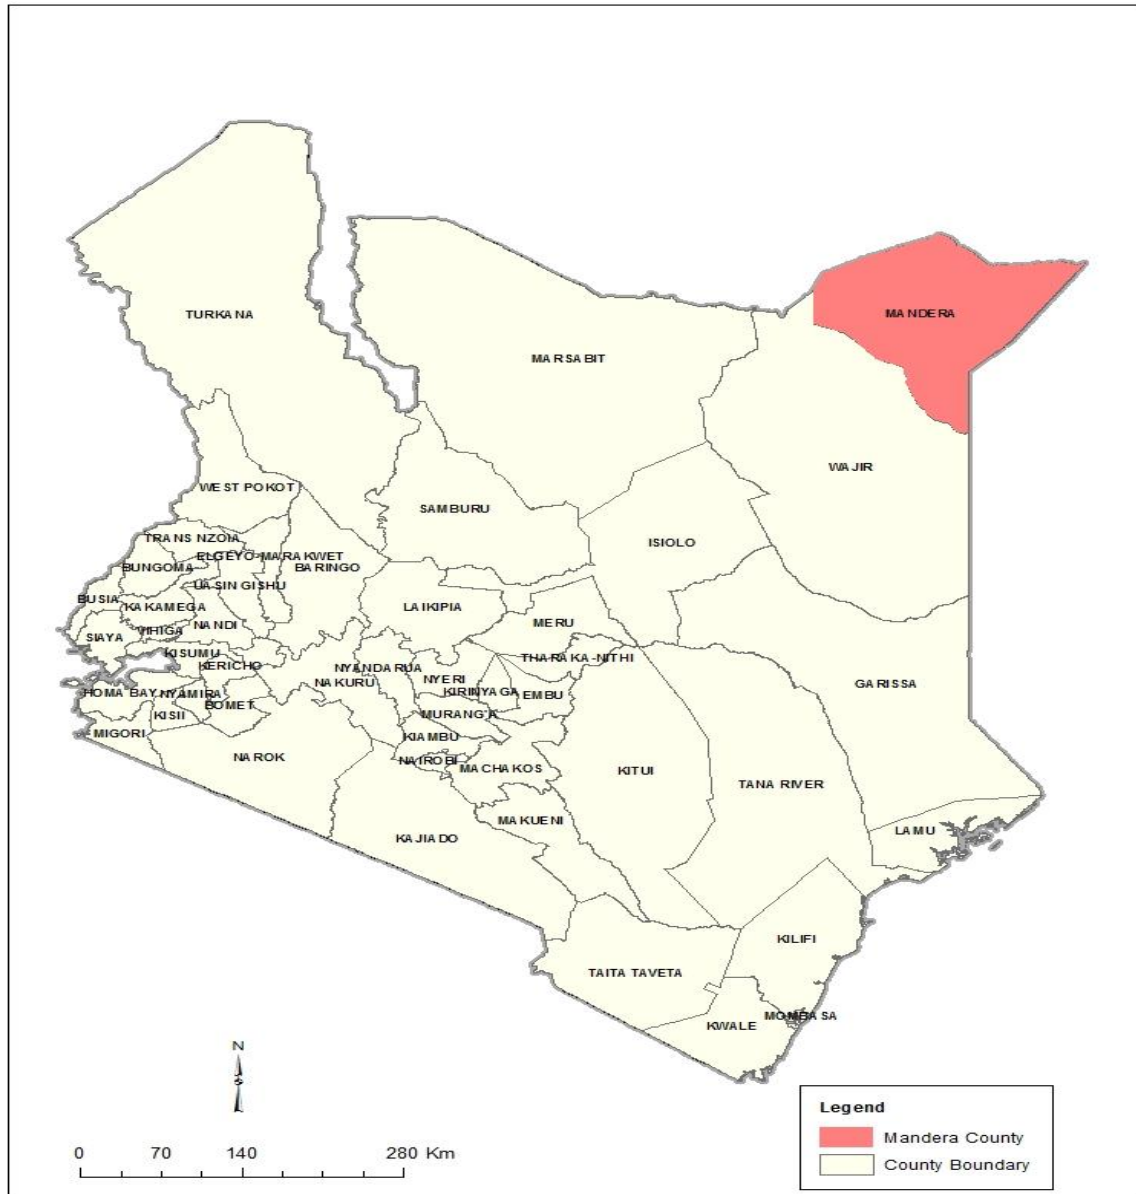 TURKANA
MANDERA
MARSABIT
WAJIR
WEST POKOT
SAMBURU
TRANS NZOIA
ISIOLO
ELGEYO-MARAKWET
BUNGOMA
BARINGO
UASIN GISHU
BUSIA
KAKAMEGA
LAIKIPIA
NANDI
MERU
VIHIGA
SIAYA
KISUMU
THARAKA-NITHI
KERICHO
NYANDARUA
NYERI
NAKURU
GARISSA
HOMA BAY
NYAMIRA
KIRINYAGA
EMBU
BOMET
KISII
MURANG'A
MIGORI
KIAMBU
NAROK
NAIROBI
MACHAKOS
KITUI
TANA RIVER
MAKUENI
LAMU
KAJIADO
KILIFI
TAITA TAVETA
MOMBASA
KWALE
N
Legend
Mandera County
County Boundary
0 70 140 280 Km